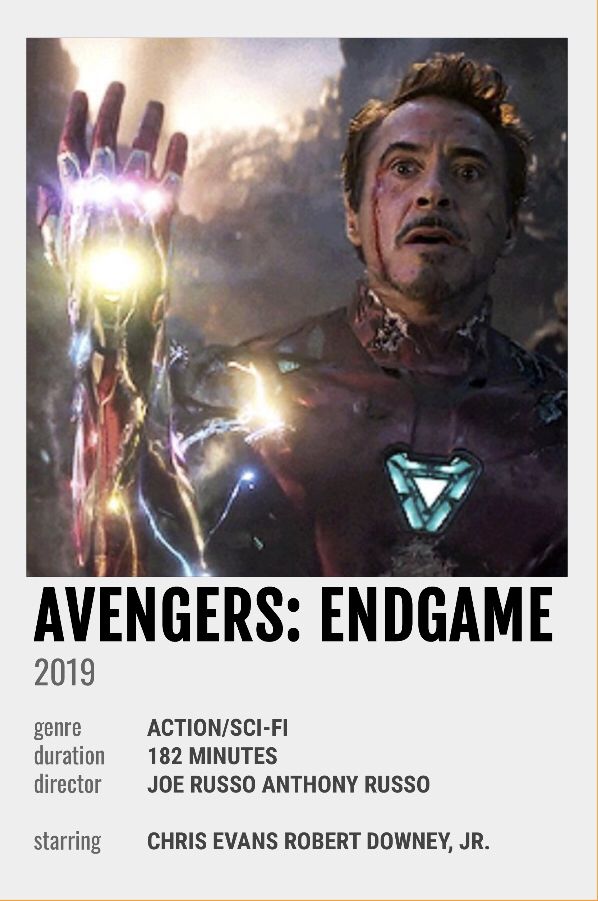 AVENGERS: ENDGAME
2019
genre ACTION/SCI-FI
duration 182 MINUTES
director JOE RUSSO ANTHONY RUSSO
starring CHRIS EVANS ROBERT DOWNEY, JR.